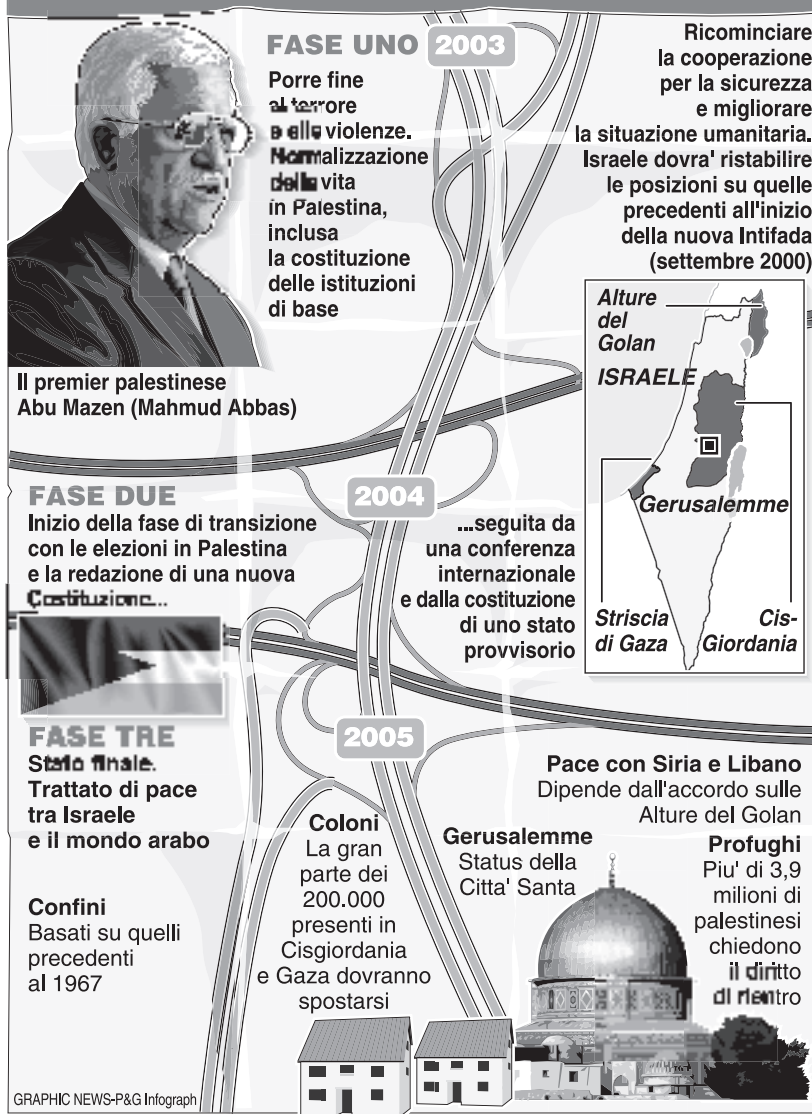 FASE UNO 2003
Porre fine
al terrore
e alle violenze.
Normalizzazione
della vita
in Palestina,
inclusa
la costituzione
delle istituzioni
di base
Ricominciare
la cooperazione
per la sicurezza
e migliorare
la situazione umanitaria.
Israele dovra' ristabilire
le posizioni su quelle
precedenti all'inizio
della nuova Intifada
(settembre 2000)
Il premier palestinese
Abu Mazen (Mahmud Abbas)
Alture
del
Golan
ISRAELE
Gerusalemme
Striscia
di Gaza
Cis-
Giordania
FASE DUE
2004
Inizio della fase di transizione
con le elezioni in Palestina
e la redazione di una nuova
Costituzione...
...seguita da
una conferenza
internazionale
e dalla costituzione
di uno stato
provvisorio
FASE TRE
2005
Stato finale.
Trattato di pace
tra Israele
e il mondo arabo
Confini
Basati su quelli
precedenti
al 1967
Coloni
La gran
parte dei
200.000
presenti in
Cisgiordania
e Gaza dovranno
spostarsi
Gerusalemme
Status della
Citta' Santa
Pace con Siria e Libano
Dipende dall'accordo sulle
Alture del Golan
Profughi
Piu' di 3,9
milioni di
palestinesi
chiedono
il diritto
di rientro
GRAPHIC NEWS-P&G Infograph